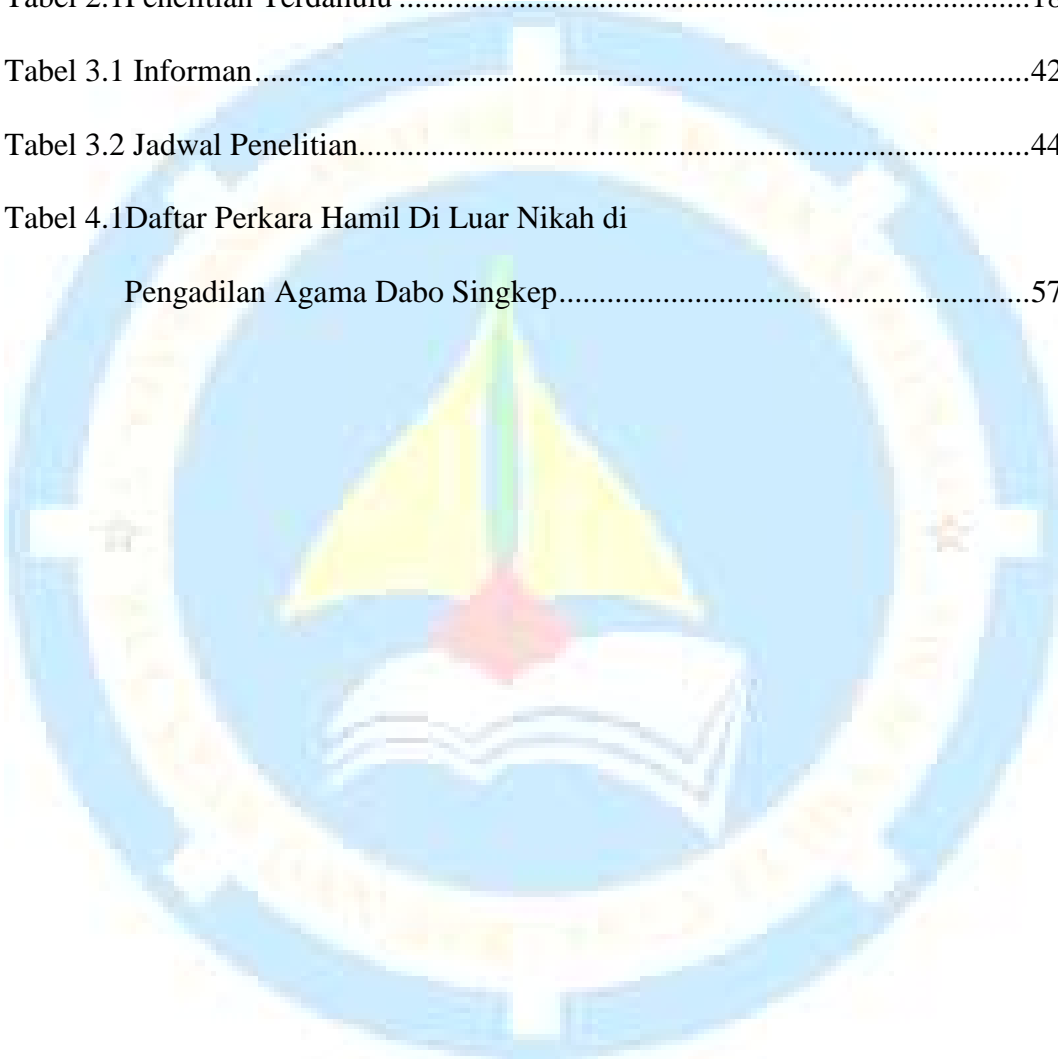 Tabel 2.1Penelitian Terdahulu ...............................................................................18
Tabel 3.1 Informan.................................................................................................42
Tabel 3.2 Jadwal Penelitian....................................................................................44
Tabel 4.1Daftar Perkara Hamil Di Luar Nikah di
Pengadilan Agama Dabo Singkep...........................................................57